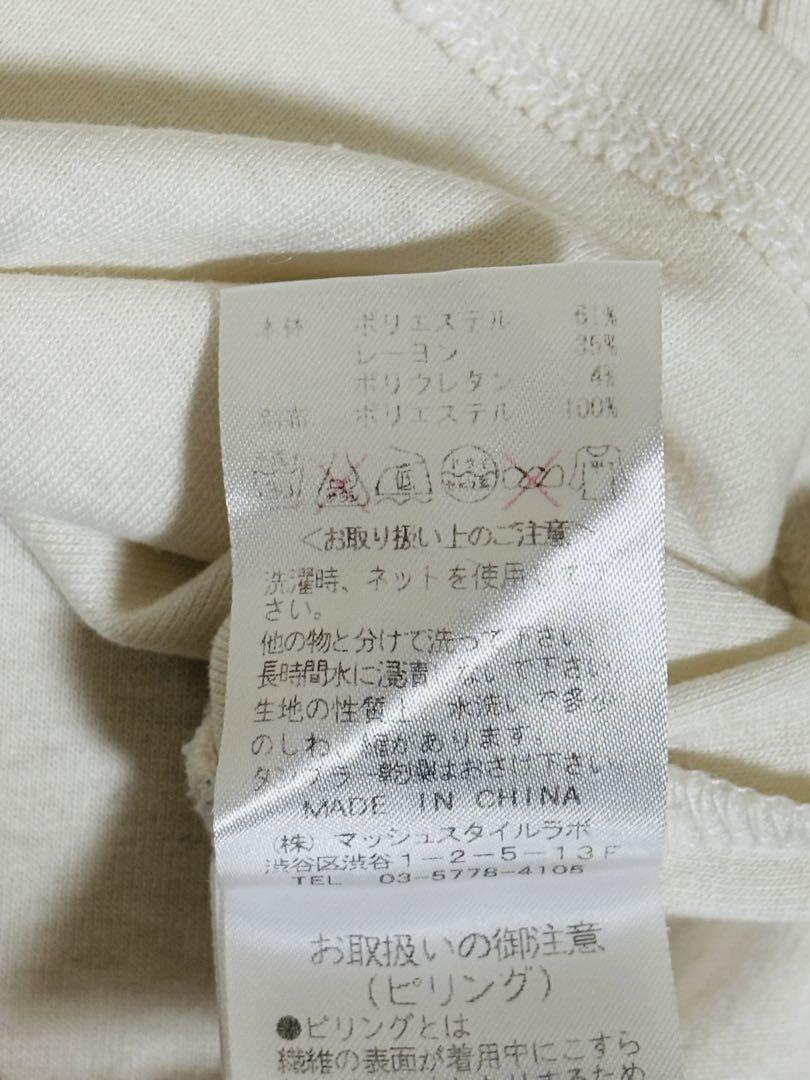 本体 ポリエステル 61%
レーヨン 35%
ポリウレタン 4%
別布 ポリエステル 100%
低
<お取り扱い上のご注意
洗濯時、ネットを使用
さい。
他の物と分けて洗って下さい。
長時間水に浸漬 ないで下さい
生地の性質上 水洗いで多少
のしわ 縮があります。
タンブラー乾燥はおさけ下さい。
MADE IN CHINA
(株) マッシュスタイルラボ
渋谷区渋谷1-2-5-13F
TEL 03-5778-4105
お取扱いの御注意
(ピリング)
●ピリングとは
繊維の表面が着用中にこすら